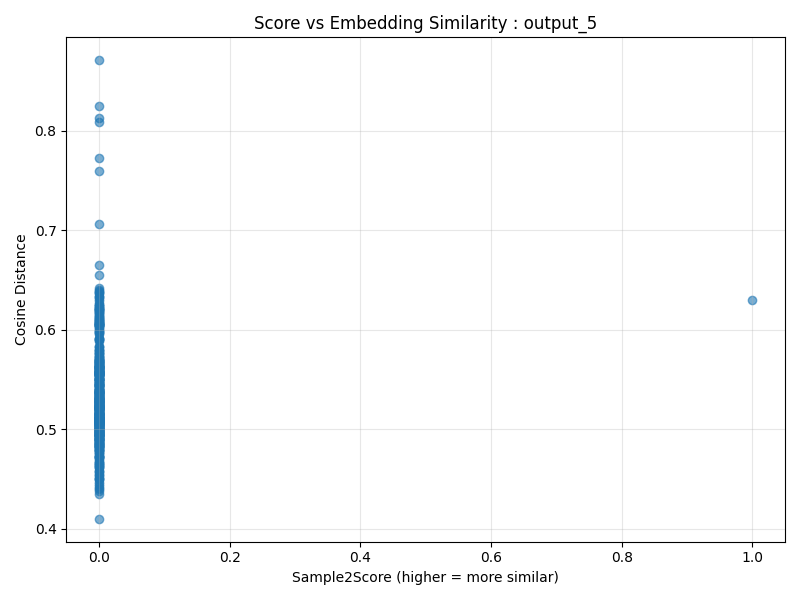 Score vs Embedding Similarity : output_5
Cosine Distance
0.8
0.7
0.6
0.5
0.4
0.0 0.2 0.4 0.6 0.8 1.0
Sample2Score (higher = more similar)